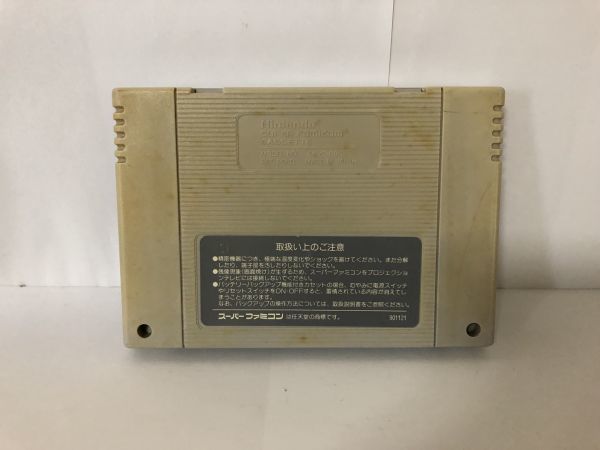 Nintendo
SUPER Famicom
CASSETTE
取扱い上のご注意
●精密機器につき、極端な温度変化やショックを避けてください。また分解
したり、端子部をさわったりしないでください。
●残像現象(画面焼け)が生ずるため、スーパーファミコンをプロジェクショ
ンテレビには接続しないでください。
●バッテリーバックアップ機能付きカセットの場合、むやみに電源スイッチ
やリセットスイッチをON・OFFすると、蓄積されている内容が消えてし
まうことがあります。
なお、バックアップの操作方法については、取扱説明書をご参照ください。
スーパーファミコン は任天堂の商標です。
901121